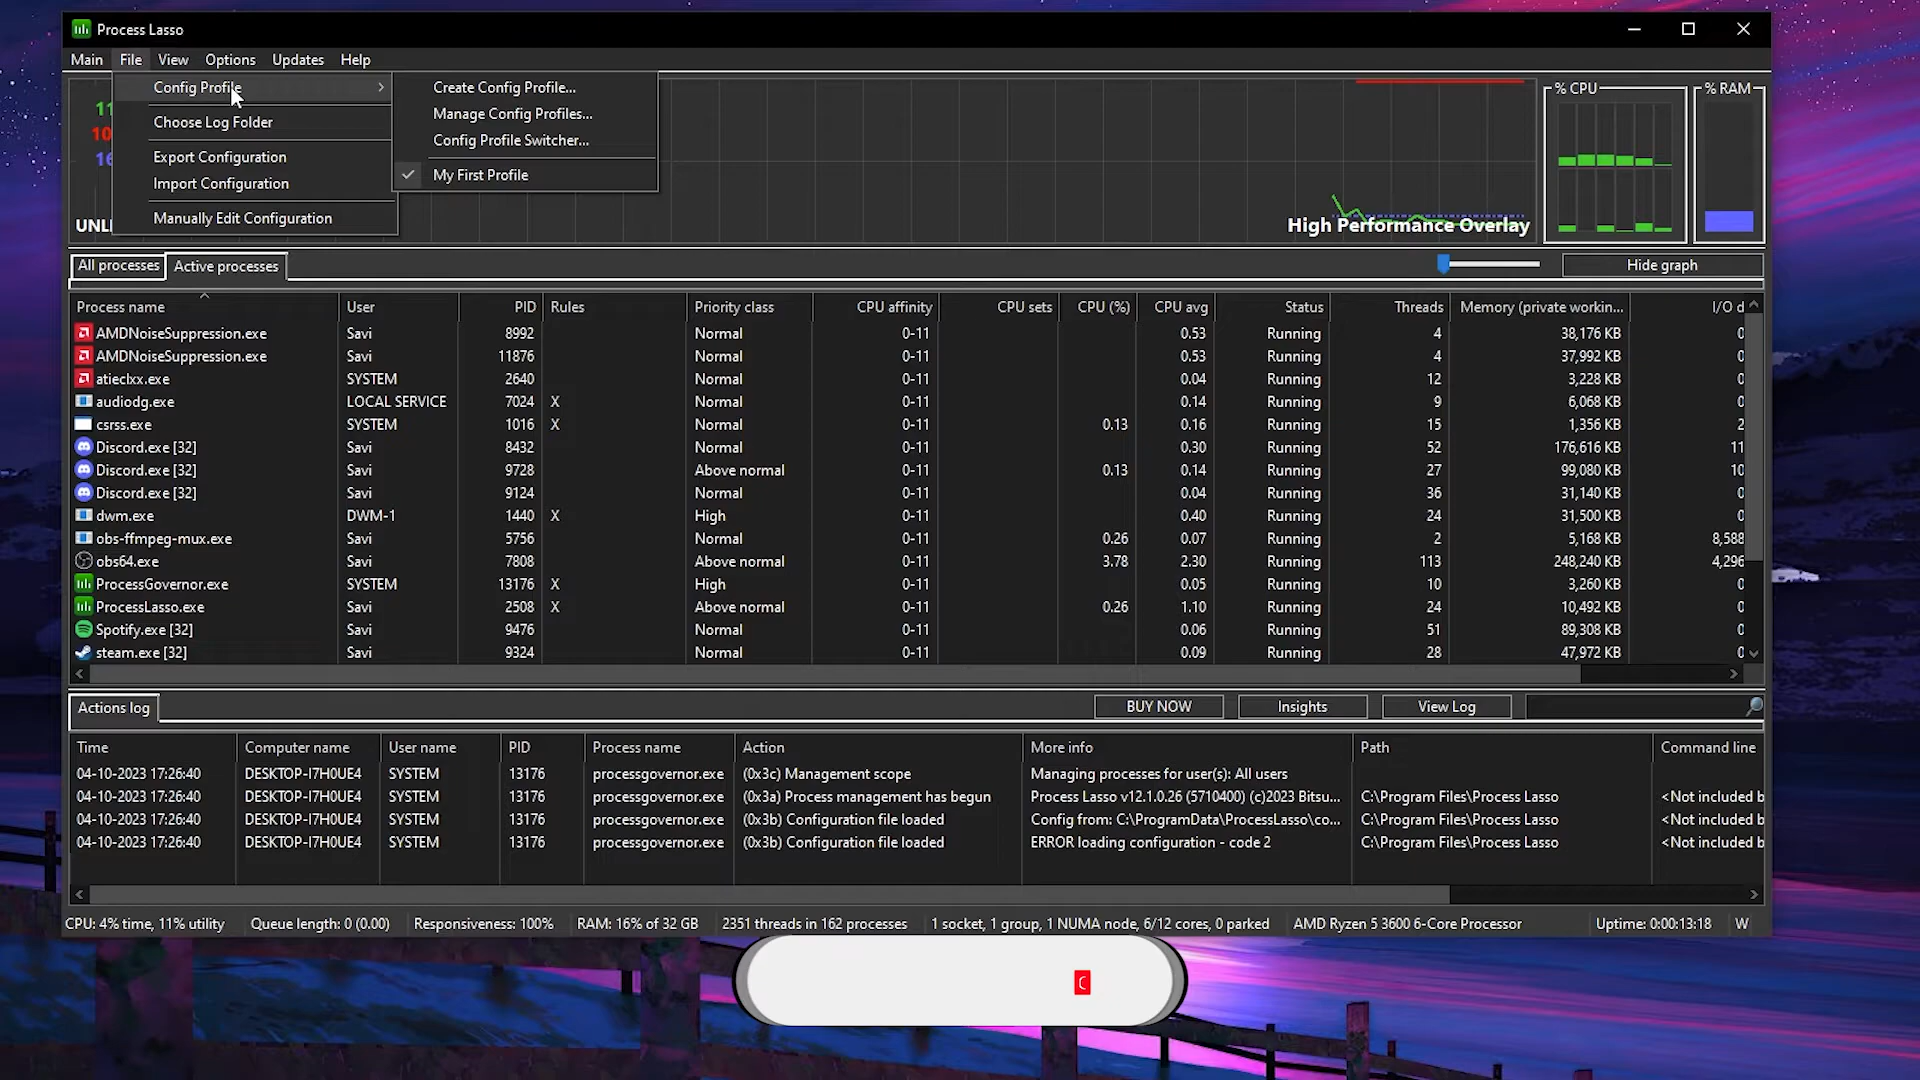 Process Lasso
Main File View Options Updates Help
Config Profile
Choose Log Folder
Export Configuration
Import Configuration
Manually Edit Configuration
Create Config Profile...
Manage Config Profiles...
Config Profile Switcher...
My First Profile
High Performance Overlay
% CPU
% RAM
All processes Active processes Hide graph
Process name User PID Rules Priority class CPU affinity CPU sets CPU (%) CPU avg Status Threads Memory (private workin... I/O d
AMDNoiseSuppression.exe Savi 8992 Normal 0-11 0.53 Running 4 38,176 KB 0
AMDNoiseSuppression.exe Savi 11876 Normal 0-11 0.53 Running 4 37,992 KB 0
atieclxx.exe SYSTEM 2640 Normal 0-11 0.04 Running 12 3,228 KB 0
audiodg.exe LOCAL SERVICE 7024 X Normal 0-11 0.14 Running 9 6,068 KB 0
csrss.exe SYSTEM 1016 X Normal 0-11 0.13 0.16 Running 15 1,356 KB 2
Discord.exe [32] Savi 8432 Normal 0-11 0.30 Running 52 176,616 KB 11
Discord.exe [32] Savi 9728 Above normal 0-11 0.13 0.14 Running 27 99,080 KB 10
Discord.exe [32] Savi 9124 Normal 0-11 0.04 Running 36 31,140 KB 0
dwm.exe DWM-1 1440 X High 0-11 0.40 Running 24 31,500 KB 0
obs-ffmpeg-mux.exe Savi 5756 Normal 0-11 0.26 0.07 Running 2 5,168 KB 8,588
obs64.exe Savi 7808 Above normal 0-11 3.78 2.30 Running 113 248,240 KB 4,296
ProcessGovernor.exe SYSTEM 13176 X High 0-11 0.05 Running 10 3,260 KB 0
ProcessLasso.exe Savi 2508 X Above normal 0-11 0.26 1.10 Running 24 10,492 KB 0
Spotify.exe [32] Savi 9476 Normal 0-11 0.06 Running 51 89,308 KB 0
steam.exe [32] Savi 9324 Normal 0-11 0.09 Running 28 47,972 KB 0
Actions log BUY NOW Insights View Log
Time Computer name User name PID Process name Action More info Path Command line
04-10-2023 17:26:40 DESKTOP-I7H0UE4 SYSTEM 13176 processgovernor.exe (0x3c) Management scope Managing processes for user(s): All users
04-10-2023 17:26:40 DESKTOP-I7H0UE4 SYSTEM 13176 processgovernor.exe (0x3a) Process management has begun Process Lasso v12.1.0.26 (5710400) (c)2023 Bitsu... C:\Program Files\Process Lasso <Not included b
04-10-2023 17:26:40 DESKTOP-I7H0UE4 SYSTEM 13176 processgovernor.exe (0x3b) Configuration file loaded Config from: C:\ProgramData\ProcessLasso\co... C:\Program Files\Process Lasso <Not included b
04-10-2023 17:26:40 DESKTOP-I7H0UE4 SYSTEM 13176 processgovernor.exe (0x3b) Configuration file loaded ERROR loading configuration - code 2 C:\Program Files\Process Lasso <Not included b
CPU: 4% time, 11% utility Queue length: 0 (0.00) Responsiveness: 100% RAM: 16% of 32 GB 2351 threads in 162 processes 1 socket, 1 group, 1 NUMA node, 6/12 cores, 0 parked AMD Ryzen 5 3600 6-Core Processor Uptime: 0:00:13:18 W